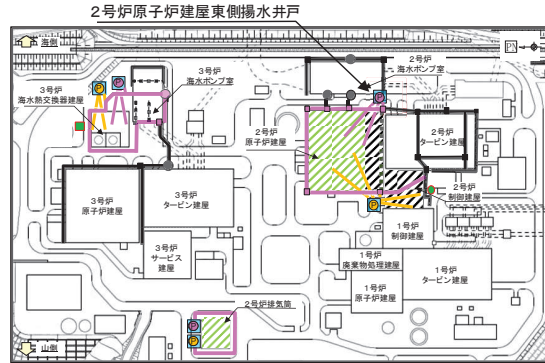 2号炉原子炉建屋東側揚水井戸
海側
PN
3号炉
海水ポンプ室
3号炉
海水熱交換器建屋
2号炉
海水ポンプ室
2号炉
原子炉建屋
2号炉
タービン建屋
2号炉
制御建屋
3号炉
原子炉建屋
3号炉
タービン建屋
3号炉
サービス
建屋
1号炉
制御建屋
1号炉
廃棄物処理建屋
1号炉
原子炉建屋
1号炉
タービン建屋
2号炉排気筒
山側
P
P
P
P
P
P